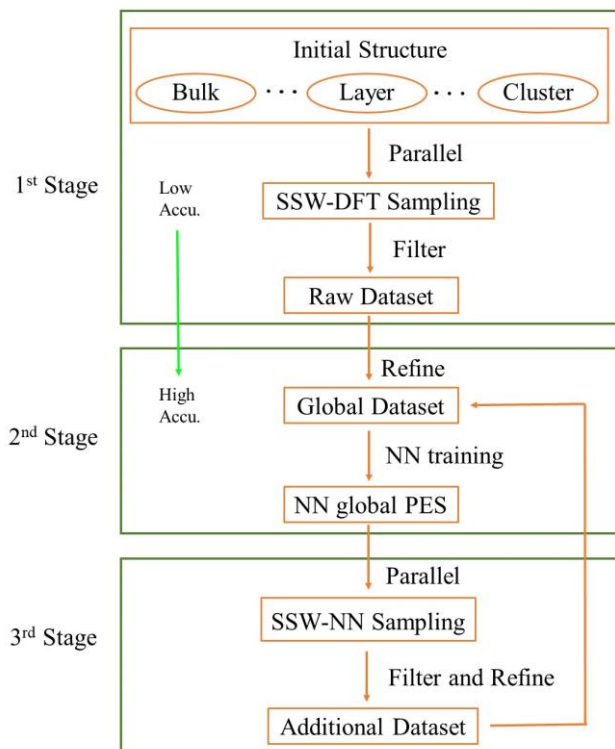 Initial Structure
Bulk ··· Layer ··· Cluster
Parallel
1st Stage
Low
Accu.
SSW-DFT Sampling
Filter
Raw Dataset
Refine
High
Accu.
Global Dataset
2nd Stage
NN training
NN global PES
Parallel
SSW-NN Sampling
3rd Stage
Filter and Refine
Additional Dataset